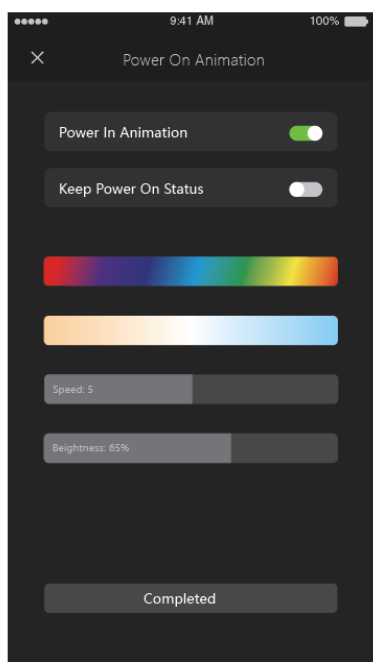 9:41 AM
100%
Power On Animation
Power In Animation
Keep Power On Status
Speed: 5
Beightness: 65%
Completed